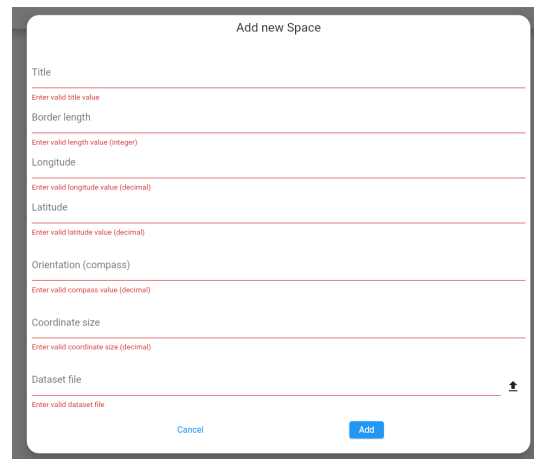 Add new Space
Title
Enter valid title value
Border length
Enter valid length value (integer)
Longitude
Enter valid longitude value (decimal)
Latitude
Enter valid latitude value (decimal)
Orientation (compass)
Enter valid compass value (decimal)
Coordinate size
Enter valid coordinate size (decimal)
Dataset file
Enter valid dataset file
Cancel Add